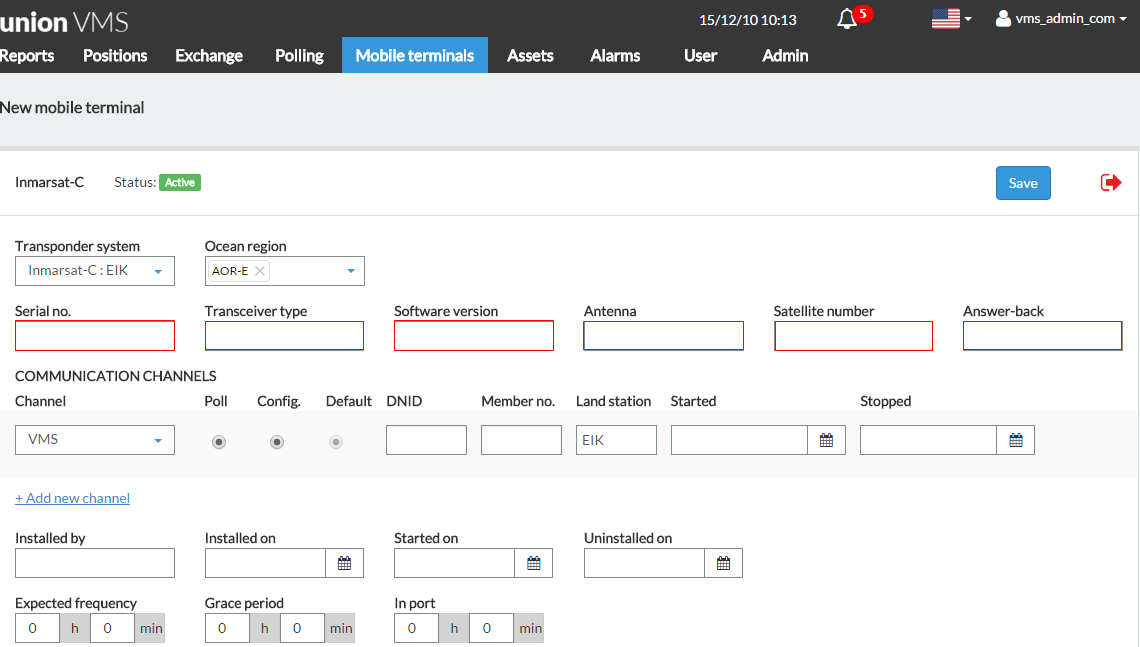 union VMS
15/12/10 10:13
5
vms_admin_com
Reports Positions Exchange Polling Mobile terminals Assets Alarms User Admin
New mobile terminal
Inmarsat-C Status: Active Save
Transponder system Ocean region
Inmarsat-C : EIK AOR-E
Serial no. Transceiver type Software version Antenna Satellite number Answer-back
COMMUNICATION CHANNELS
Channel Poll Config. Default DNID Member no. Land station Started Stopped
VMS EIK
+ Add new channel
Installed by Installed on Started on Uninstalled on
Expected frequency Grace period In port
0 h 0 min 0 h 0 min 0 h 0 min